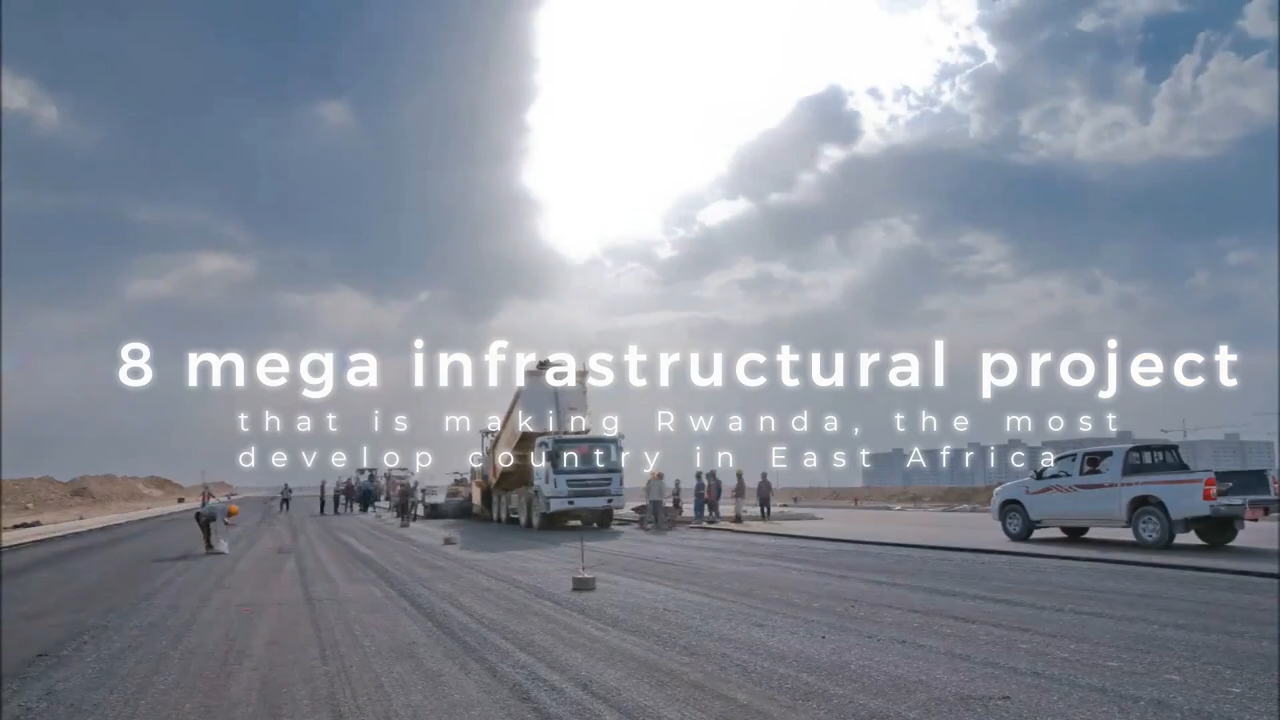 8 mega infrastructural project
that is making Rwanda, the most
develop country in East Africa